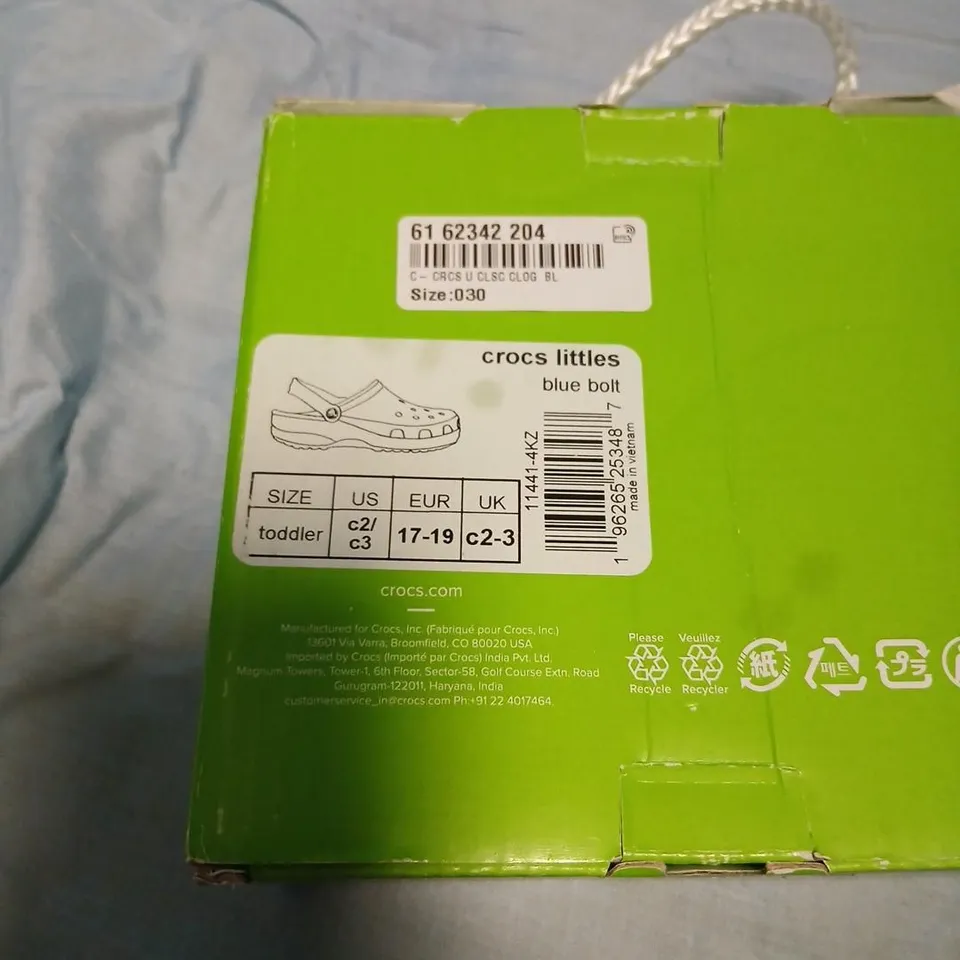 61 62342 204
C- CRCS U CLSC CLOG BL
Size:030
crocs littles
blue bolt
11441-4KZ
1 96265 25348 7
made in vietnam
SIZE US EUR UK
toddler c2/c3 17-19 c2-3
crocs.com
Manufactured for Crocs, Inc. (Fabriqué pour Crocs, Inc.)
13601 Via Varra, Broomfield, CO 80020 USA
Imported by Crocs (Importé par Crocs) India Pvt. Ltd.
Magnum Towers, Tower-1, 6th Floor, Sector-58, Golf Course Extn. Road
Gurugram-122011, Haryana, India
customerservice_in@crocs.com Ph:+91 22 4017464.
Please Recycle
Veuillez Recycler
紙